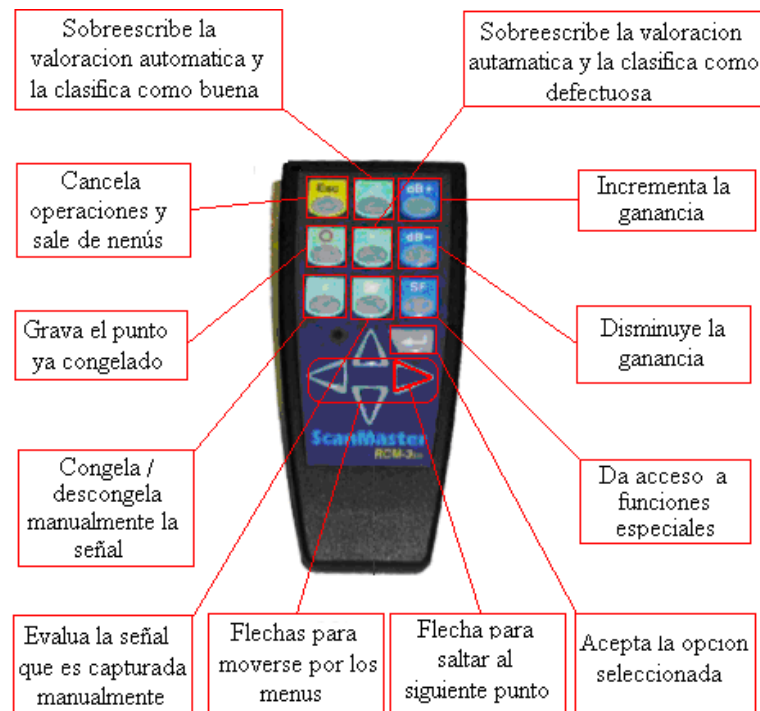 Sobreescribe la
valoracion automatica y
la clasifica como buena
Sobreescribe la valoracion
autamatica y la clasifica como
defectuosa
Cancela
operaciones y
sale de nenús
Esc
dB+
Incrementa la
ganancia
dB-
Grava el punto
ya congelado
SF
Disminuye la
ganancia
ScanMaster
Congela /
descongela
manualmente la
señal
Da acceso a
funciones
especiales
Evalua la señal
que es capturada
manualmente
Flechas para
moverse por los
menus
Flecha para
saltar al
siguiente punto
Acepta la opcion
seleccionada